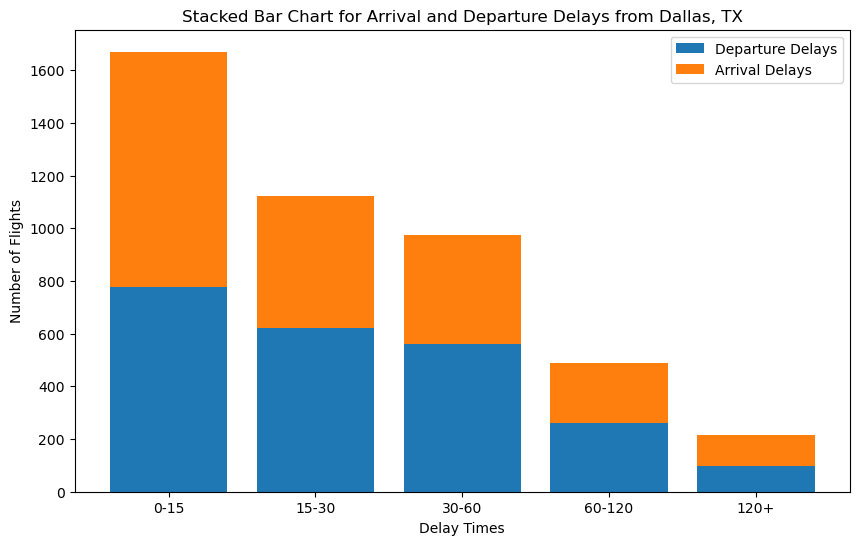 Stacked Bar Chart for Arrival and Departure Delays from Dallas, TX
Departure Delays
Arrival Delays
Number of Flights
1600
1400
1200
1000
800
600
400
200
0
0-15 15-30 30-60 60-120 120+
Delay Times